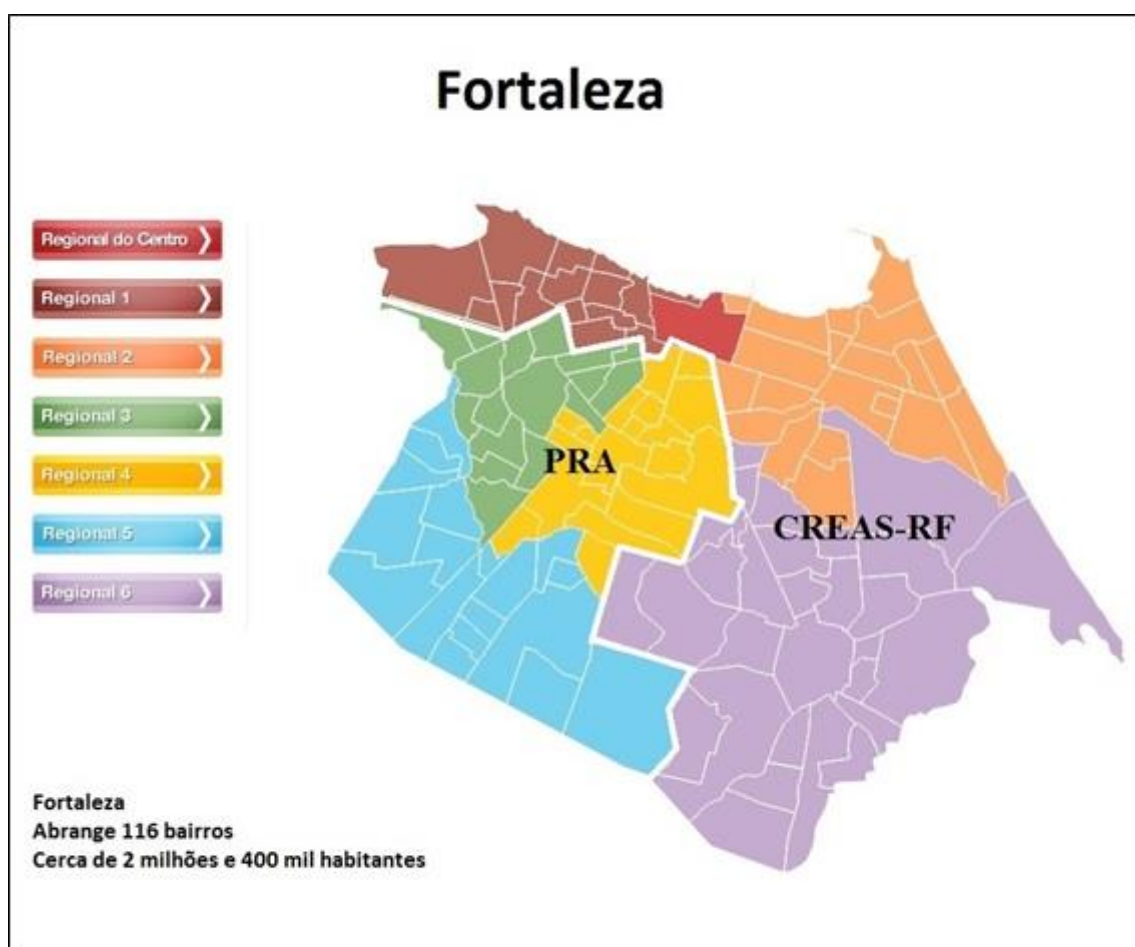 Fortaleza
Regional do Centro
Regional 1
Regional 2
Regional 3
Regional 4
Regional 5
Regional 6
PRA
CREAS-RF
Fortaleza
Abrange 116 bairros
Cerca de 2 milhões e 400 mil habitantes